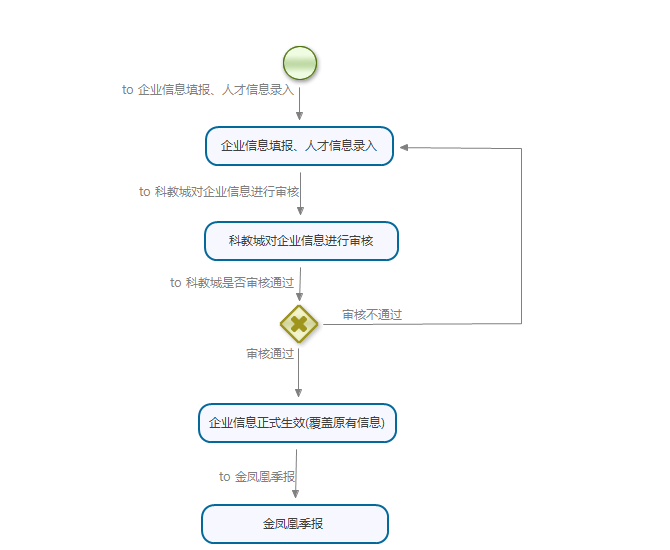 to 企业信息填报、人才信息录入
企业信息填报、人才信息录入
to 科教城对企业信息进行审核
科教城对企业信息进行审核
to 科教城是否审核通过
审核不通过
审核通过
企业信息正式生效(覆盖原有信息)
to 金凤凰季报
金凤凰季报